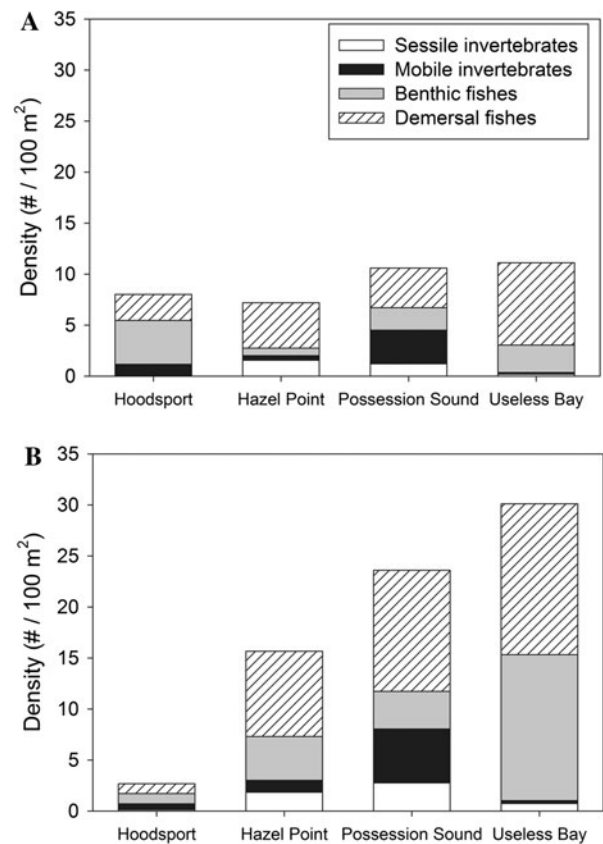 A
35
30
25
20
15
10
5
0
Density (# / 100 m²)
Sessile invertebrates
Mobile invertebrates
Benthic fishes
Demersal fishes
Hoodsport Hazel Point Possession Sound Useless Bay
B
35
30
25
20
15
10
5
0
Density (# / 100 m²)
Hoodsport Hazel Point Possession Sound Useless Bay